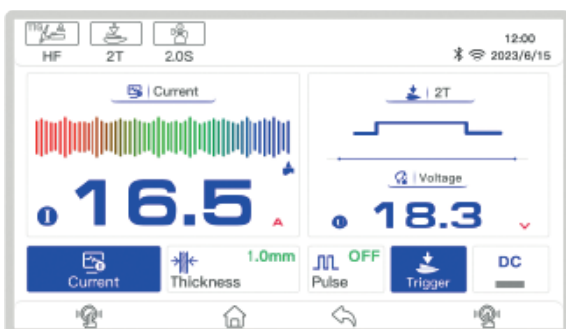 TIG
HF 2T 2.0S
12:00
2023/6/15
Current
16.5 A
2T
Voltage
18.3 V
Current
Thickness 1.0mm
Pulse OFF
Trigger
DC